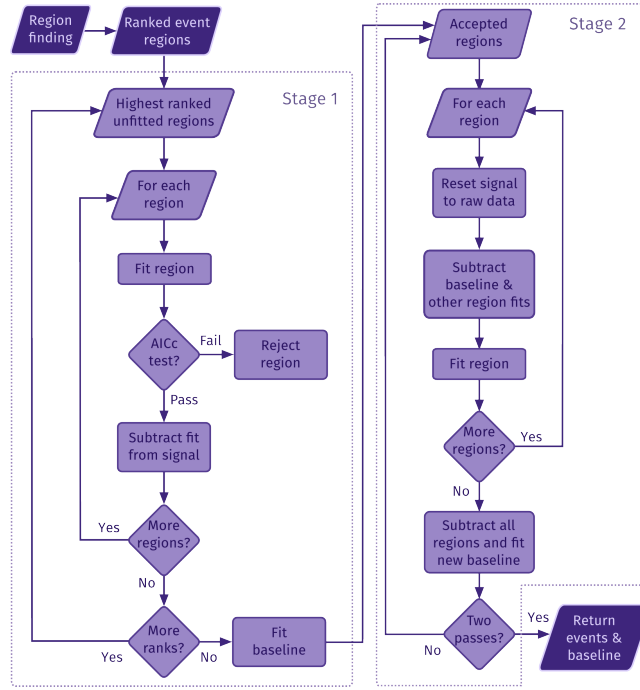 Region
finding
Ranked event
regions
Stage 1
Highest ranked
unfitted regions
For each
region
Fit region
AICc
test?
Fail
Reject
region
Pass
Subtract fit
from signal
More
regions?
Yes
No
More
ranks?
Yes
No
Fit
baseline
Stage 2
Accepted
regions
For each
region
Reset signal
to raw data
Subtract
baseline &
other region fits
Fit region
More
regions?
Yes
No
Subtract all
regions and fit
new baseline
Two
passes?
No
Yes
Return
events &
baseline